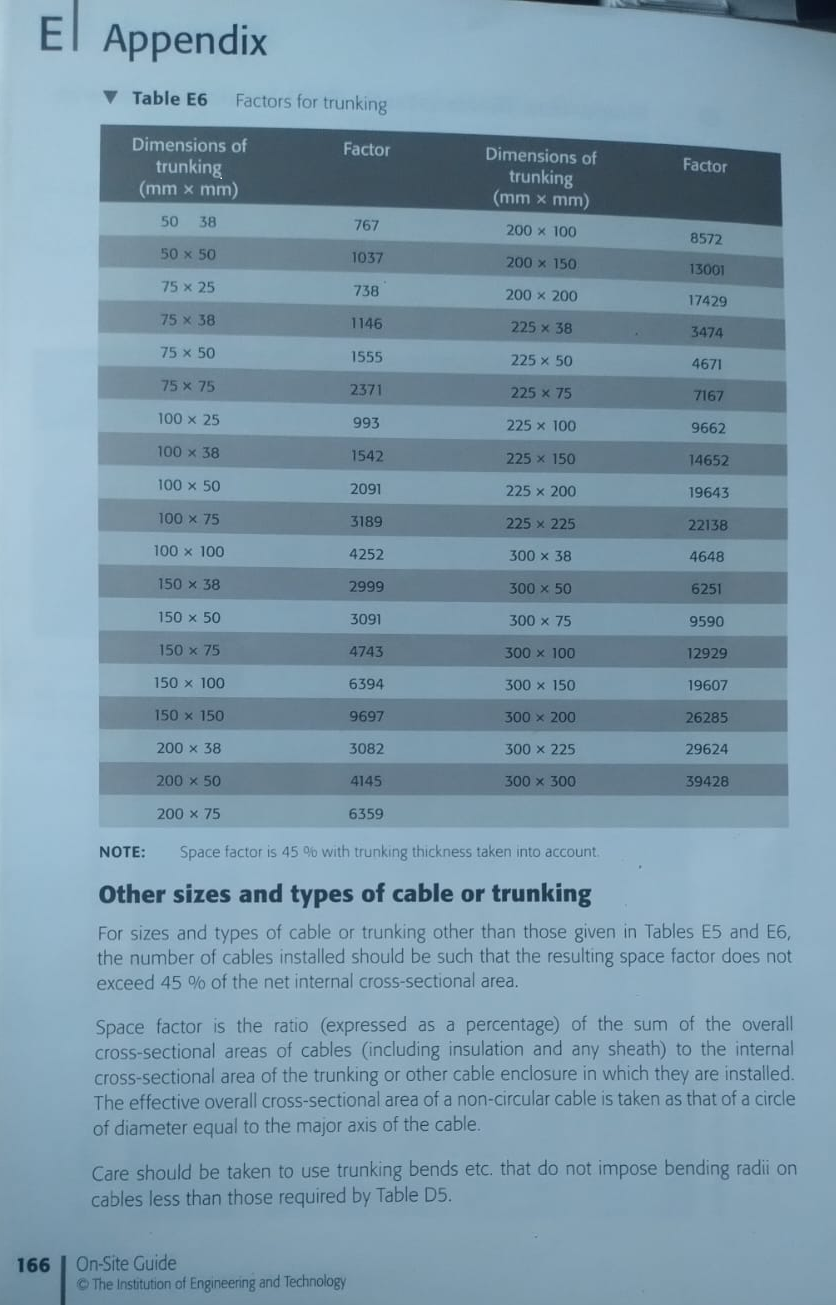 E Appendix
▼ Table E6 Factors for trunking
Dimensions of trunking (mm × mm) Factor Dimensions of trunking (mm × mm) Factor
50 38 767 200 × 100 8572
50 × 50 1037 200 × 150 13001
75 × 25 738 200 × 200 17429
75 × 38 1146 225 × 38 3474
75 × 50 1555 225 × 50 4671
75 × 75 2371 225 × 75 7167
100 × 25 993 225 × 100 9662
100 × 38 1542 225 × 150 14652
100 × 50 2091 225 × 200 19643
100 × 75 3189 225 × 225 22138
100 × 100 4252 300 × 38 4648
150 × 38 2999 300 × 50 6251
150 × 50 3091 300 × 75 9590
150 × 75 4743 300 × 100 12929
150 × 100 6394 300 × 150 19607
150 × 150 9697 300 × 200 26285
200 × 38 3082 300 × 225 29624
200 × 50 4145 300 × 300 39428
200 × 75 6359
NOTE: Space factor is 45 % with trunking thickness taken into account.
Other sizes and types of cable or trunking
For sizes and types of cable or trunking other than those given in Tables E5 and E6,
the number of cables installed should be such that the resulting space factor does not
exceed 45 % of the net internal cross-sectional area.
Space factor is the ratio (expressed as a percentage) of the sum of the overall
cross-sectional areas of cables (including insulation and any sheath) to the internal
cross-sectional area of the trunking or other cable enclosure in which they are installed.
The effective overall cross-sectional area of a non-circular cable is taken as that of a circle
of diameter equal to the major axis of the cable.
Care should be taken to use trunking bends etc. that do not impose bending radii on
cables less than those required by Table D5.
166 On-Site Guide
© The Institution of Engineering and Technology